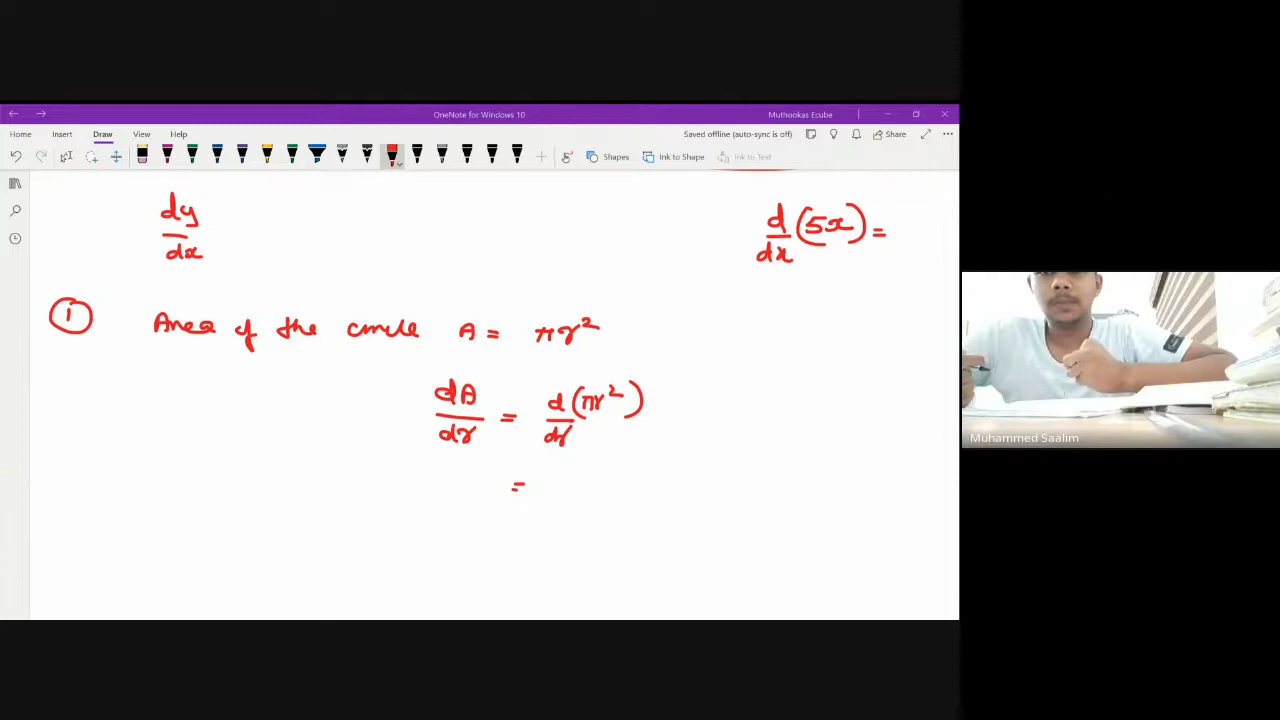 OneNote for Windows 10
Muthookas Ecube
Home Insert Draw View Help
Saved offline (auto-sync is off)
Share
Shapes
Ink to Shape
Ink to Text
dy/dx
d/dx (5x) =
① Area of the circle A = πr²
dA/dr = d/dr (πr²)
=
Muhammed Saalim